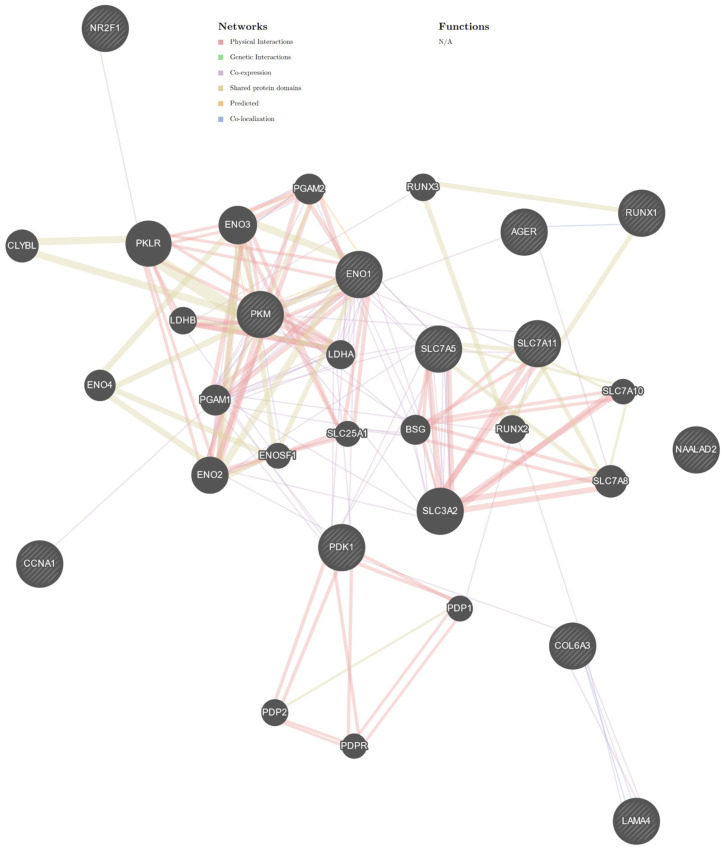 NR2F1
Networks
Functions
Physical Interactions
N/A
Genetic Interactions
Co-expression
Shared protein domains
Predicted
Co-localization
PGAM2
RUNX3
RUNX1
ENO3
AGER
CLYBL
PKLR
ENO1
PKM
LDHB
SLC7A5
SLC7A11
LDHA
ENO4
PGAM1
SLC7A10
SLC25A1
BSG
RUNX2
NAALAD2
ENOSF1
ENO2
SLC7A8
SLC3A2
PDK1
CCNA1
PDP1
COL6A3
PDP2
PDPR
LAMA4